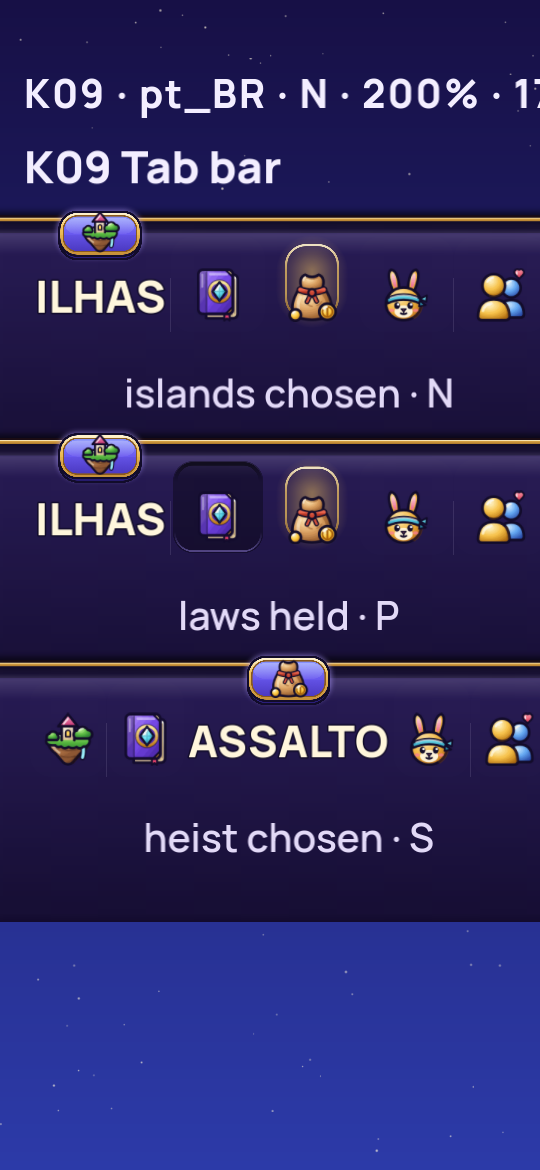 K09 · pt_BR · N · 200% · 17
K09 Tab bar
ILHAS
islands chosen · N
ILHAS
laws held · P
ASSALTO
heist chosen · S